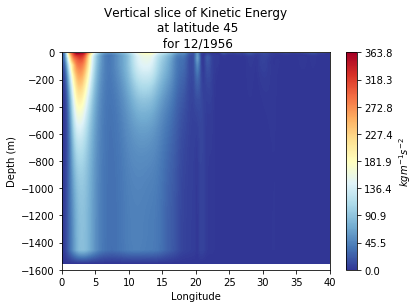 Vertical slice of Kinetic Energy
at latitude 45
for 12/1956
0
−200
−400
−600
−800
−1000
−1200
−1400
−1600
Depth (m)
0 5 10 15 20 25 30 35 40
Longitude
363.8
318.3
272.8
227.4
181.9
136.4
90.9
45.5
0.0
kgm⁻¹s⁻²